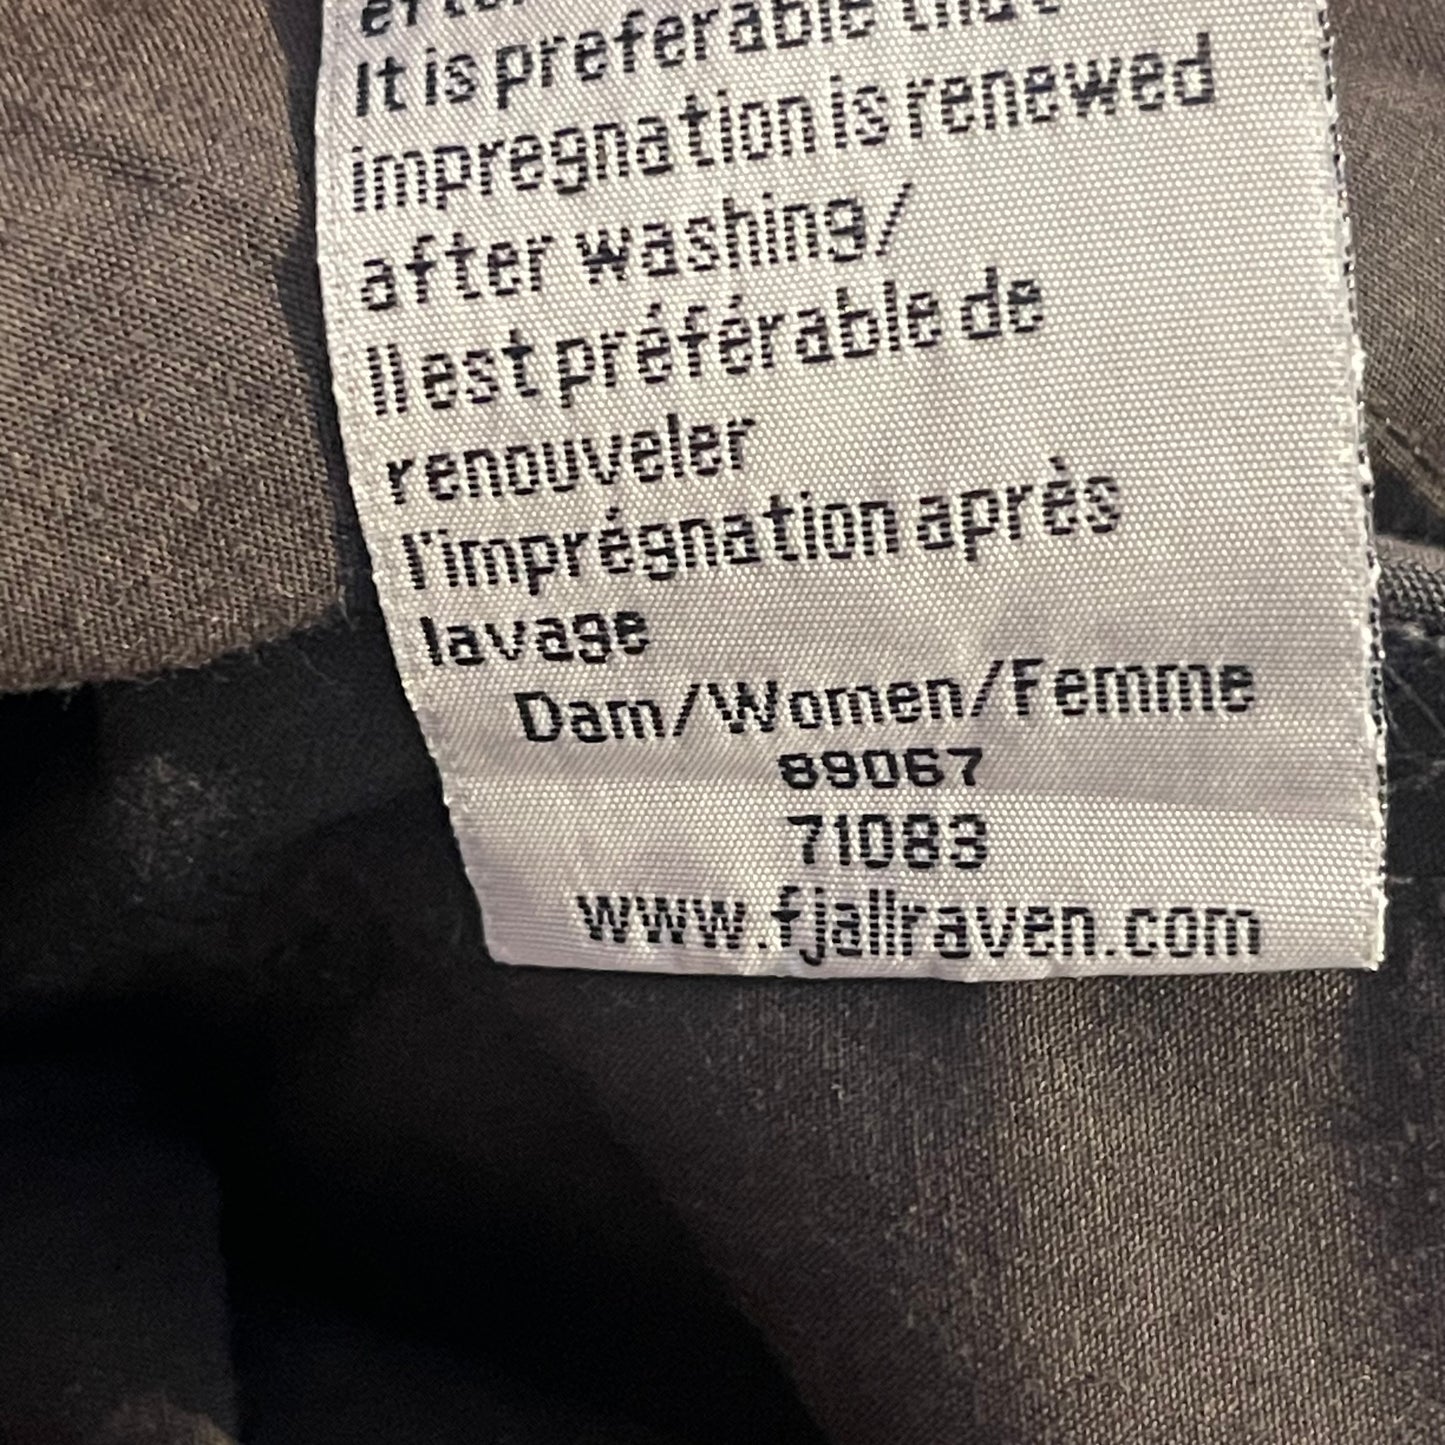 It is preferable that
impregnation is renewed
after washing/
Il est préférable de
renouveler
l'imprégnation après
lavage
Dam/Women/Femme
89067
71083
www.fjallraven.com